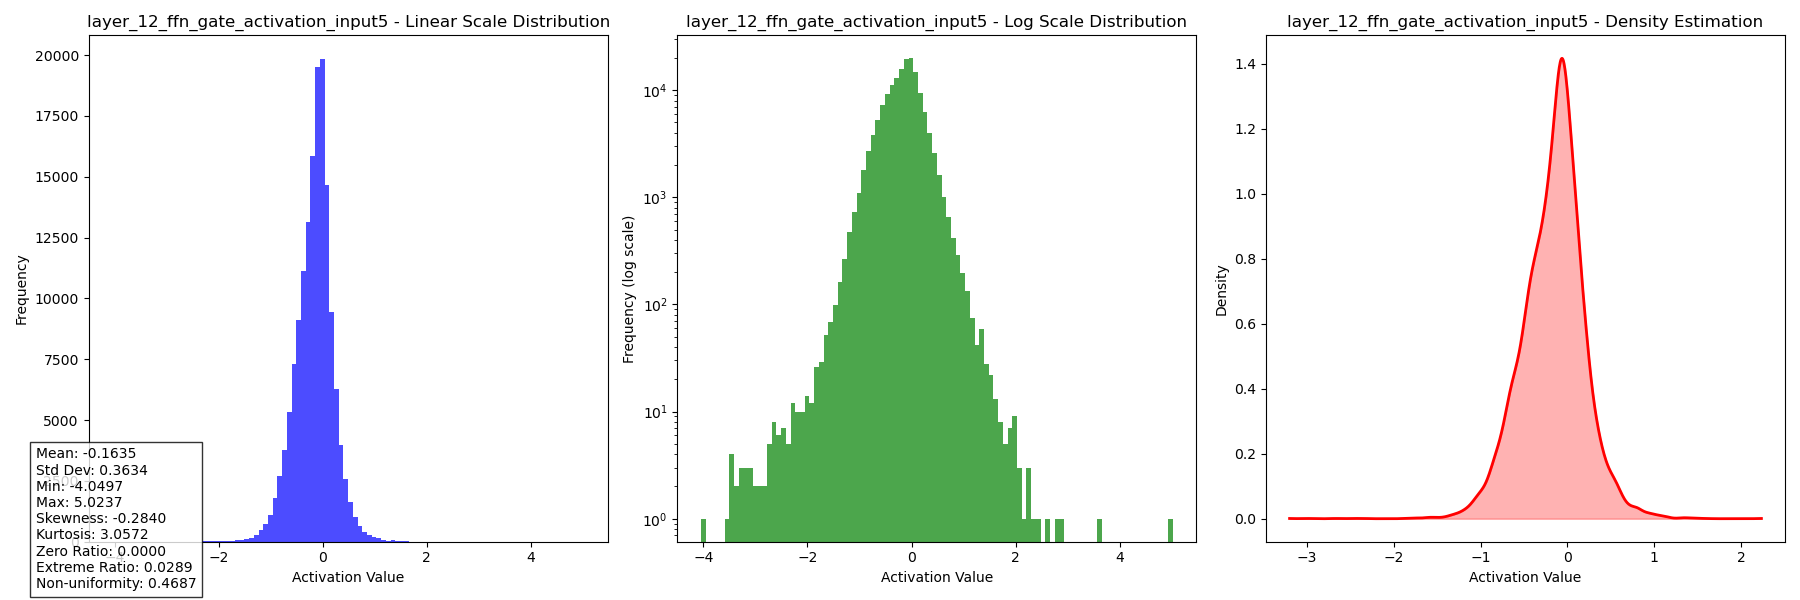 layer_12_ffn_gate_activation_input5 - Linear Scale Distribution
20000
17500
15000
12500
10000
7500
5000
Frequency
Mean: -0.1635
Std Dev: 0.3634
Min: -4.0497
Max: 5.0237
Skewness: -0.2840
Kurtosis: 3.0572
Zero Ratio: 0.0000
Extreme Ratio: 0.0289
Non-uniformity: 0.4687
−2 0 2 4
Activation Value
layer_12_ffn_gate_activation_input5 - Log Scale Distribution
10⁴
10³
10²
10¹
10⁰
Frequency (log scale)
−4 −2 0 2 4
Activation Value
layer_12_ffn_gate_activation_input5 - Density Estimation
1.4
1.2
1.0
0.8
0.6
0.4
0.2
0.0
Density
−3 −2 −1 0 1 2
Activation Value